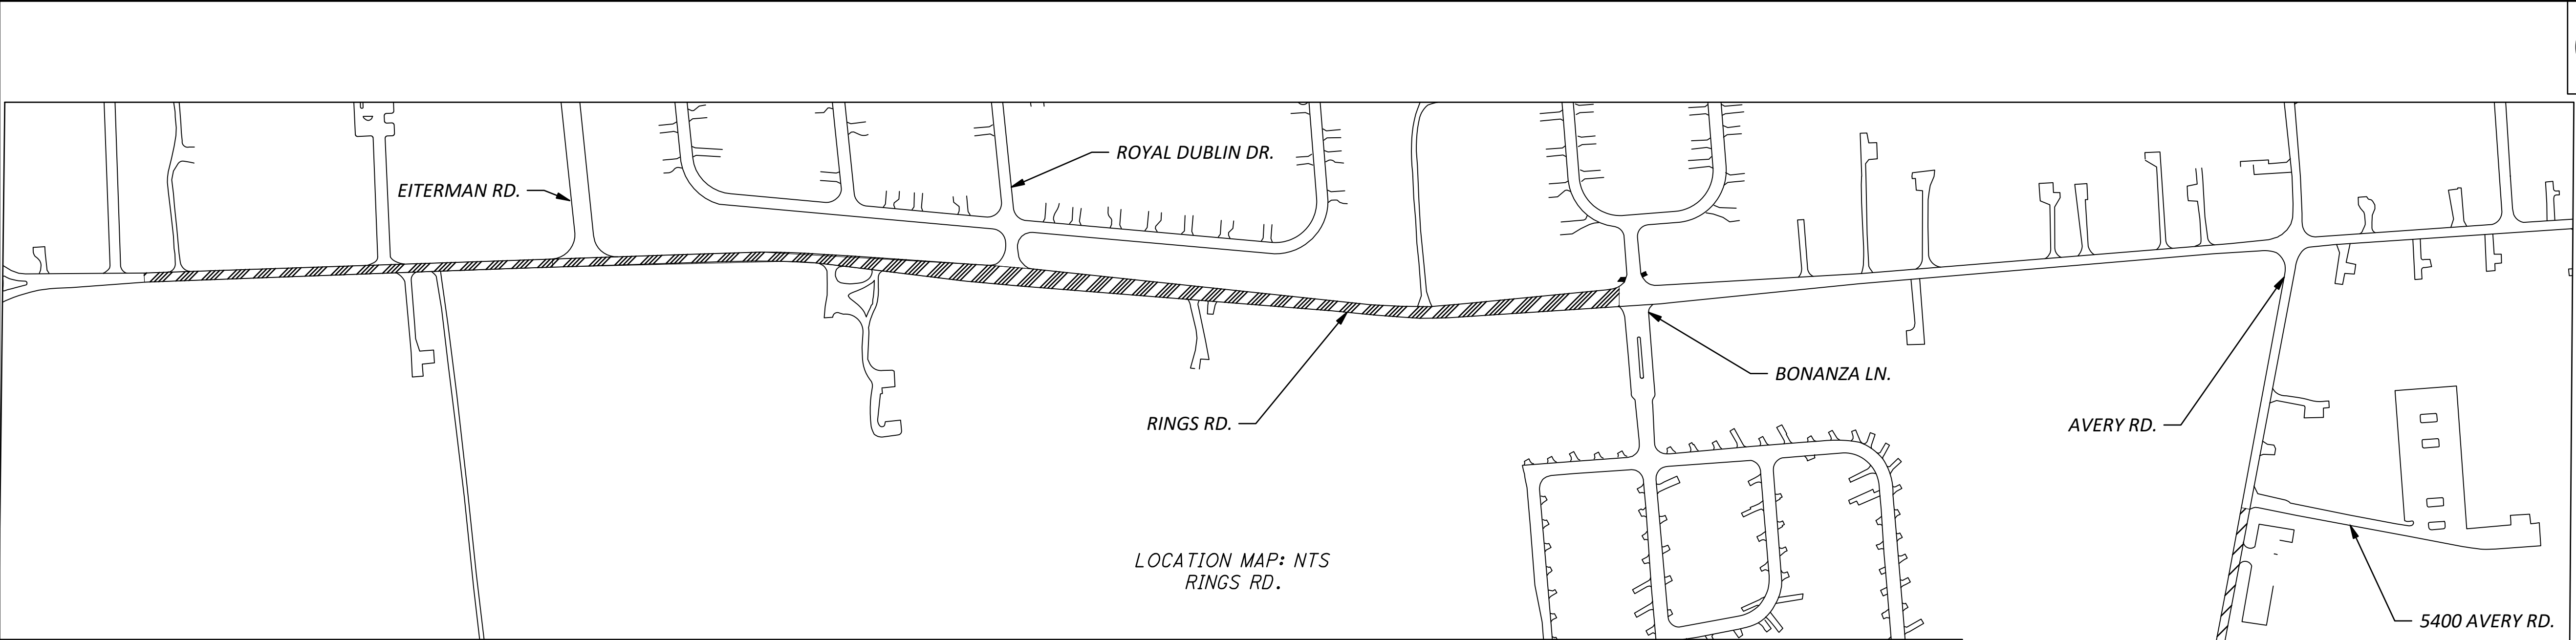 ROYAL DUBLIN DR.
EITERMAN RD.
BONANZA LN.
RINGS RD.
AVERY RD.
LOCATION MAP: NTS
RINGS RD.
5400 AVERY RD.